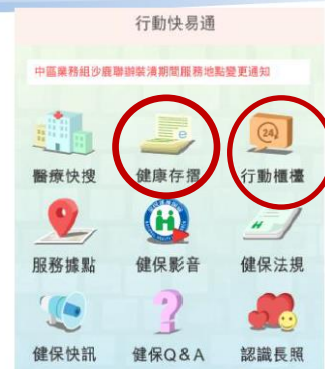 行動快易通
中區業務組沙鹿聯辦裝潢期間服務地點變更通知
醫療快搜
健康存摺
24
行動櫃檯
服務據點
健保影音
健保法規
健保快訊
健保Q&A
認識長照